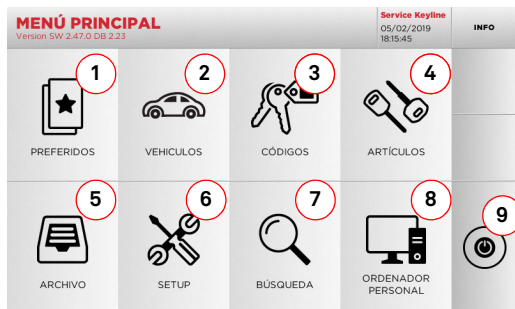 MENÚ PRINCIPAL
Version SW 2.47.0 DB 2.23
Service Keyline
05/02/2019
18:15:45
INFO
1
2
3
4
PREFERIDOS
VEHICULOS
CÓDIGOS
ARTÍCULOS
5
6
7
8
9
ARCHIVO
SETUP
BÚSQUEDA
ORDENADOR
PERSONAL